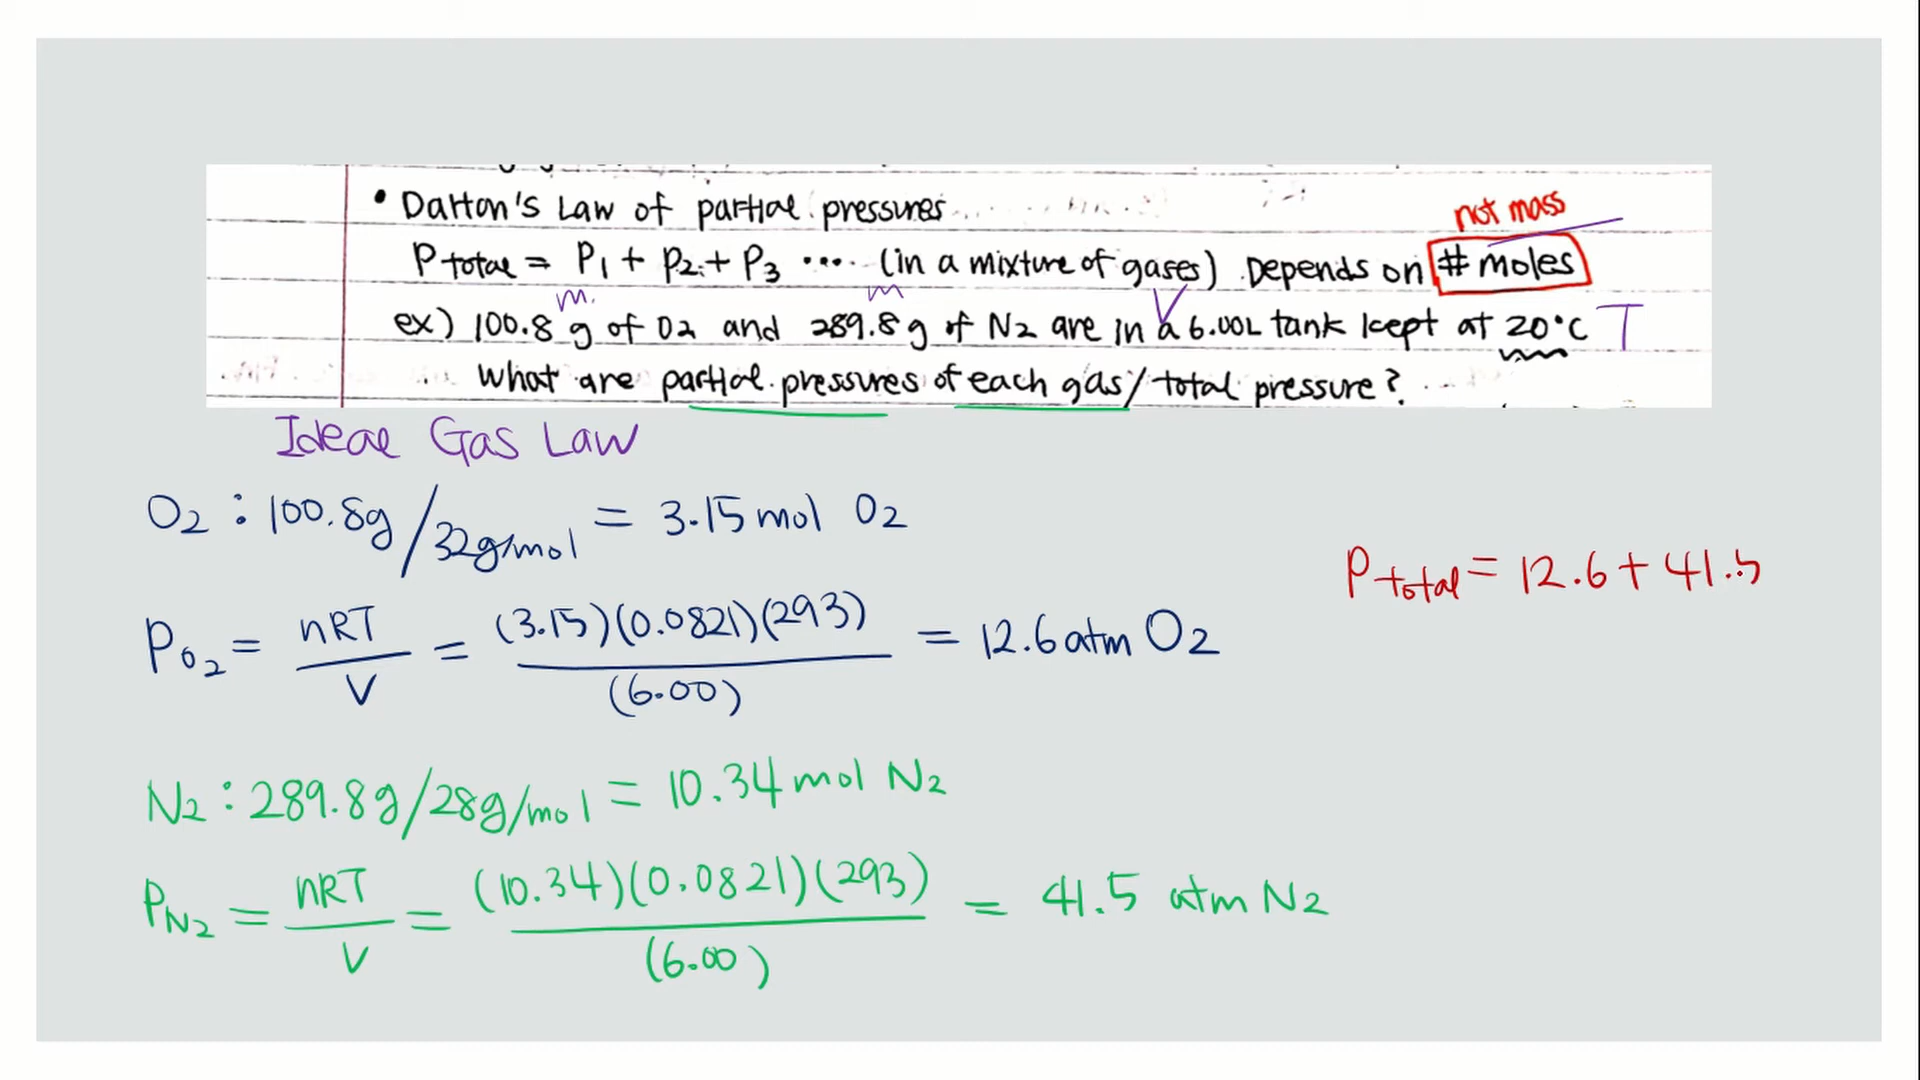 • Dalton's Law of partial pressures
not mass
P total = P1 + P2 + P3 .... (in a mixture of gases). Depends on # moles
m. m V
ex) 100.8 g of O2 and 289.8 g of N2 are in a 6.00L tank kept at 20°C T
What are partial pressures of each gas/total pressure?
Ideal Gas Law
O2 : 100.8g/32g/mol = 3.15 mol O2
P total = 12.6 + 41.5
PO2 = nRT/V = (3.15)(0.0821)(293)/(6.00) = 12.6 atm O2
N2 : 289.8g/28g/mol = 10.34 mol N2
PN2 = nRT/V = (10.34)(0.0821)(293)/(6.00) = 41.5 atm N2